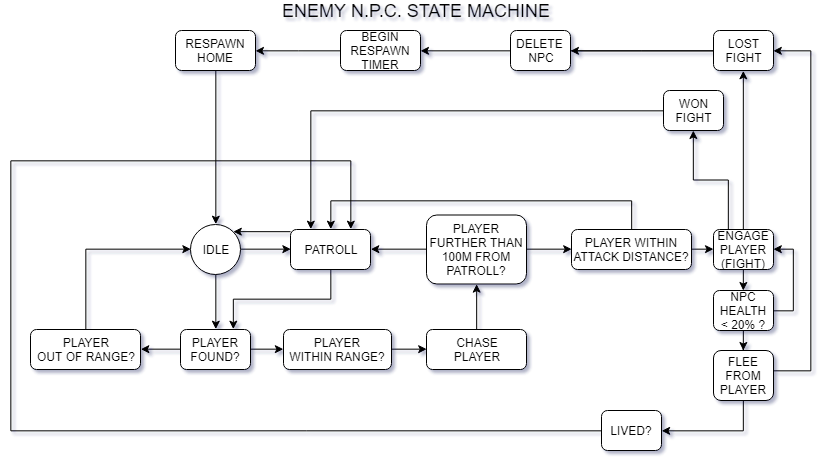 ENEMY N.P.C. STATE MACHINE
RESPAWN
HOME
BEGIN
RESPAWN
TIMER
DELETE
NPC
LOST
FIGHT
WON
FIGHT
IDLE
PATROLL
PLAYER
FURTHER THAN
100M FROM
PATROLL?
PLAYER WITHIN
ATTACK DISTANCE?
ENGAGE
PLAYER
(FIGHT)
NPC
HEALTH
< 20% ?
PLAYER
OUT OF RANGE?
PLAYER
FOUND?
PLAYER
WITHIN RANGE?
CHASE
PLAYER
FLEE
FROM
PLAYER
LIVED?